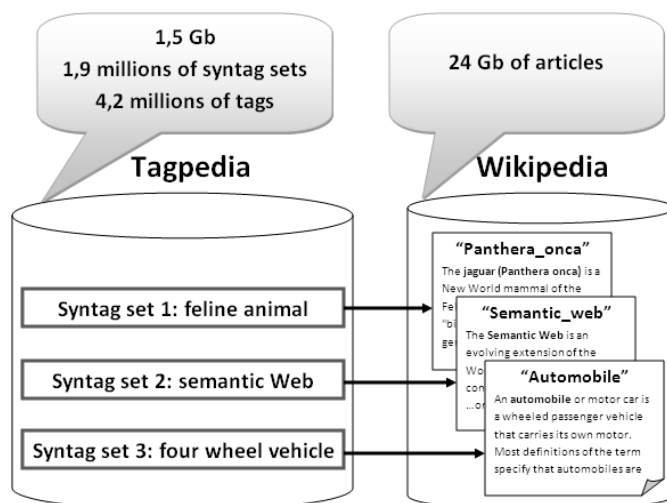 1,5 Gb
1,9 millions of syntag sets
4,2 millions of tags
24 Gb of articles
Tagpedia
Wikipedia
Syntag set 1: feline animal
Syntag set 2: semantic Web
Syntag set 3: four wheel vehicle
“Panthera_onca”
The jaguar (Panthera onca) is a
New World mammal of the
“Semantic_web”
The Semantic Web is an
evolving extension of the
“Automobile”
An automobile or motor car is
a wheeled passenger vehicle
that carries its own motor.
Most definitions of the term
specify that automobiles are